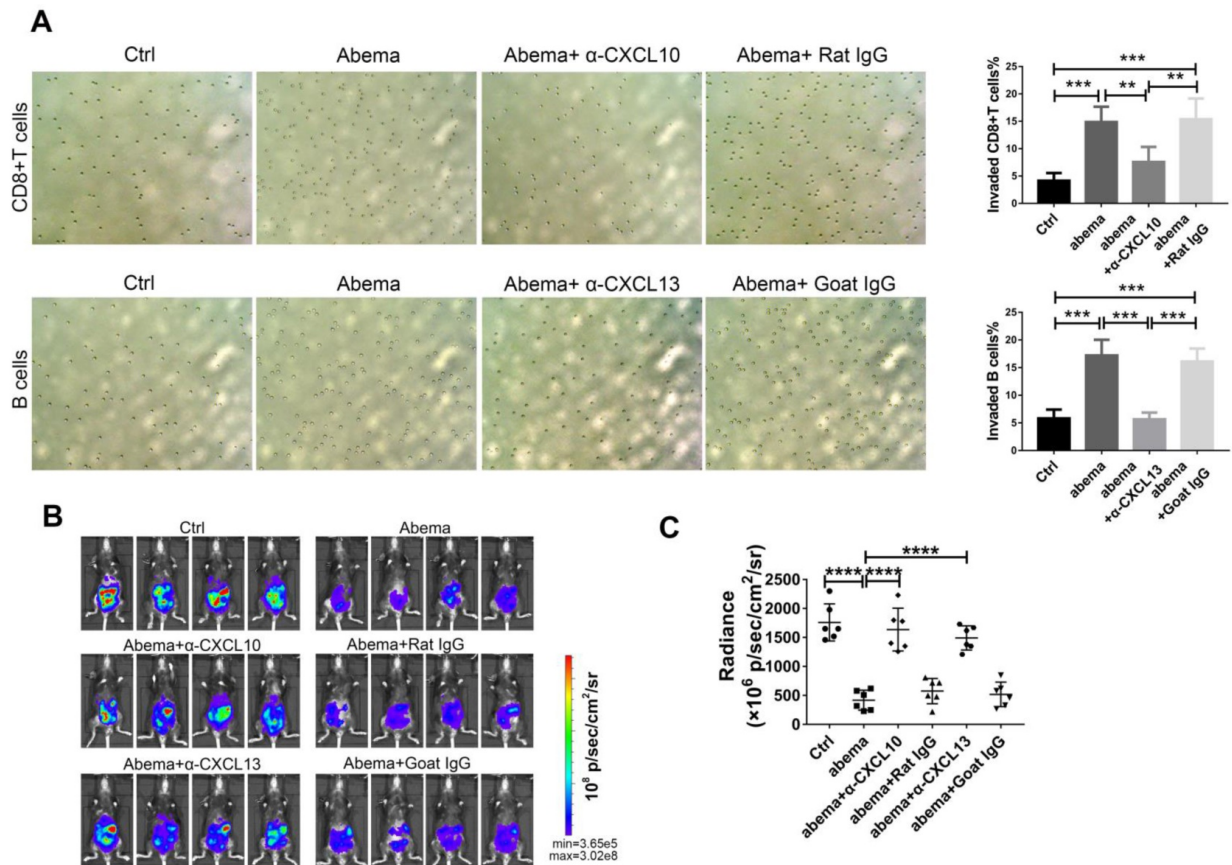 A
Ctrl
Abema
Abema+ α-CXCL10
Abema+ Rat IgG
CD8+T cells
Invaded CD8+T cells%
25
20
15
10
5
0
***
***
**
**
Ctrl
abema
abema
+α-CXCL10
abema
+Rat IgG
Ctrl
Abema
Abema+ α-CXCL13
Abema+ Goat IgG
B cells
Invaded B cells%
25
20
15
10
5
0
***
***
***
***
Ctrl
abema
abema
+α-CXCL13
abema
+Goat IgG
B
Ctrl
Abema
Abema+α-CXCL10
Abema+Rat IgG
Abema+α-CXCL13
Abema+Goat IgG
10⁸ p/sec/cm²/sr
min=3.65e5
max=3.02e8
C
Radiance
(×10⁶ p/sec/cm²/sr)
2500
2000
1500
1000
500
0
****
****
****
Ctrl
abema
abema+α-CXCL10
abema+Rat IgG
abema+α-CXCL13
abema+Goat IgG